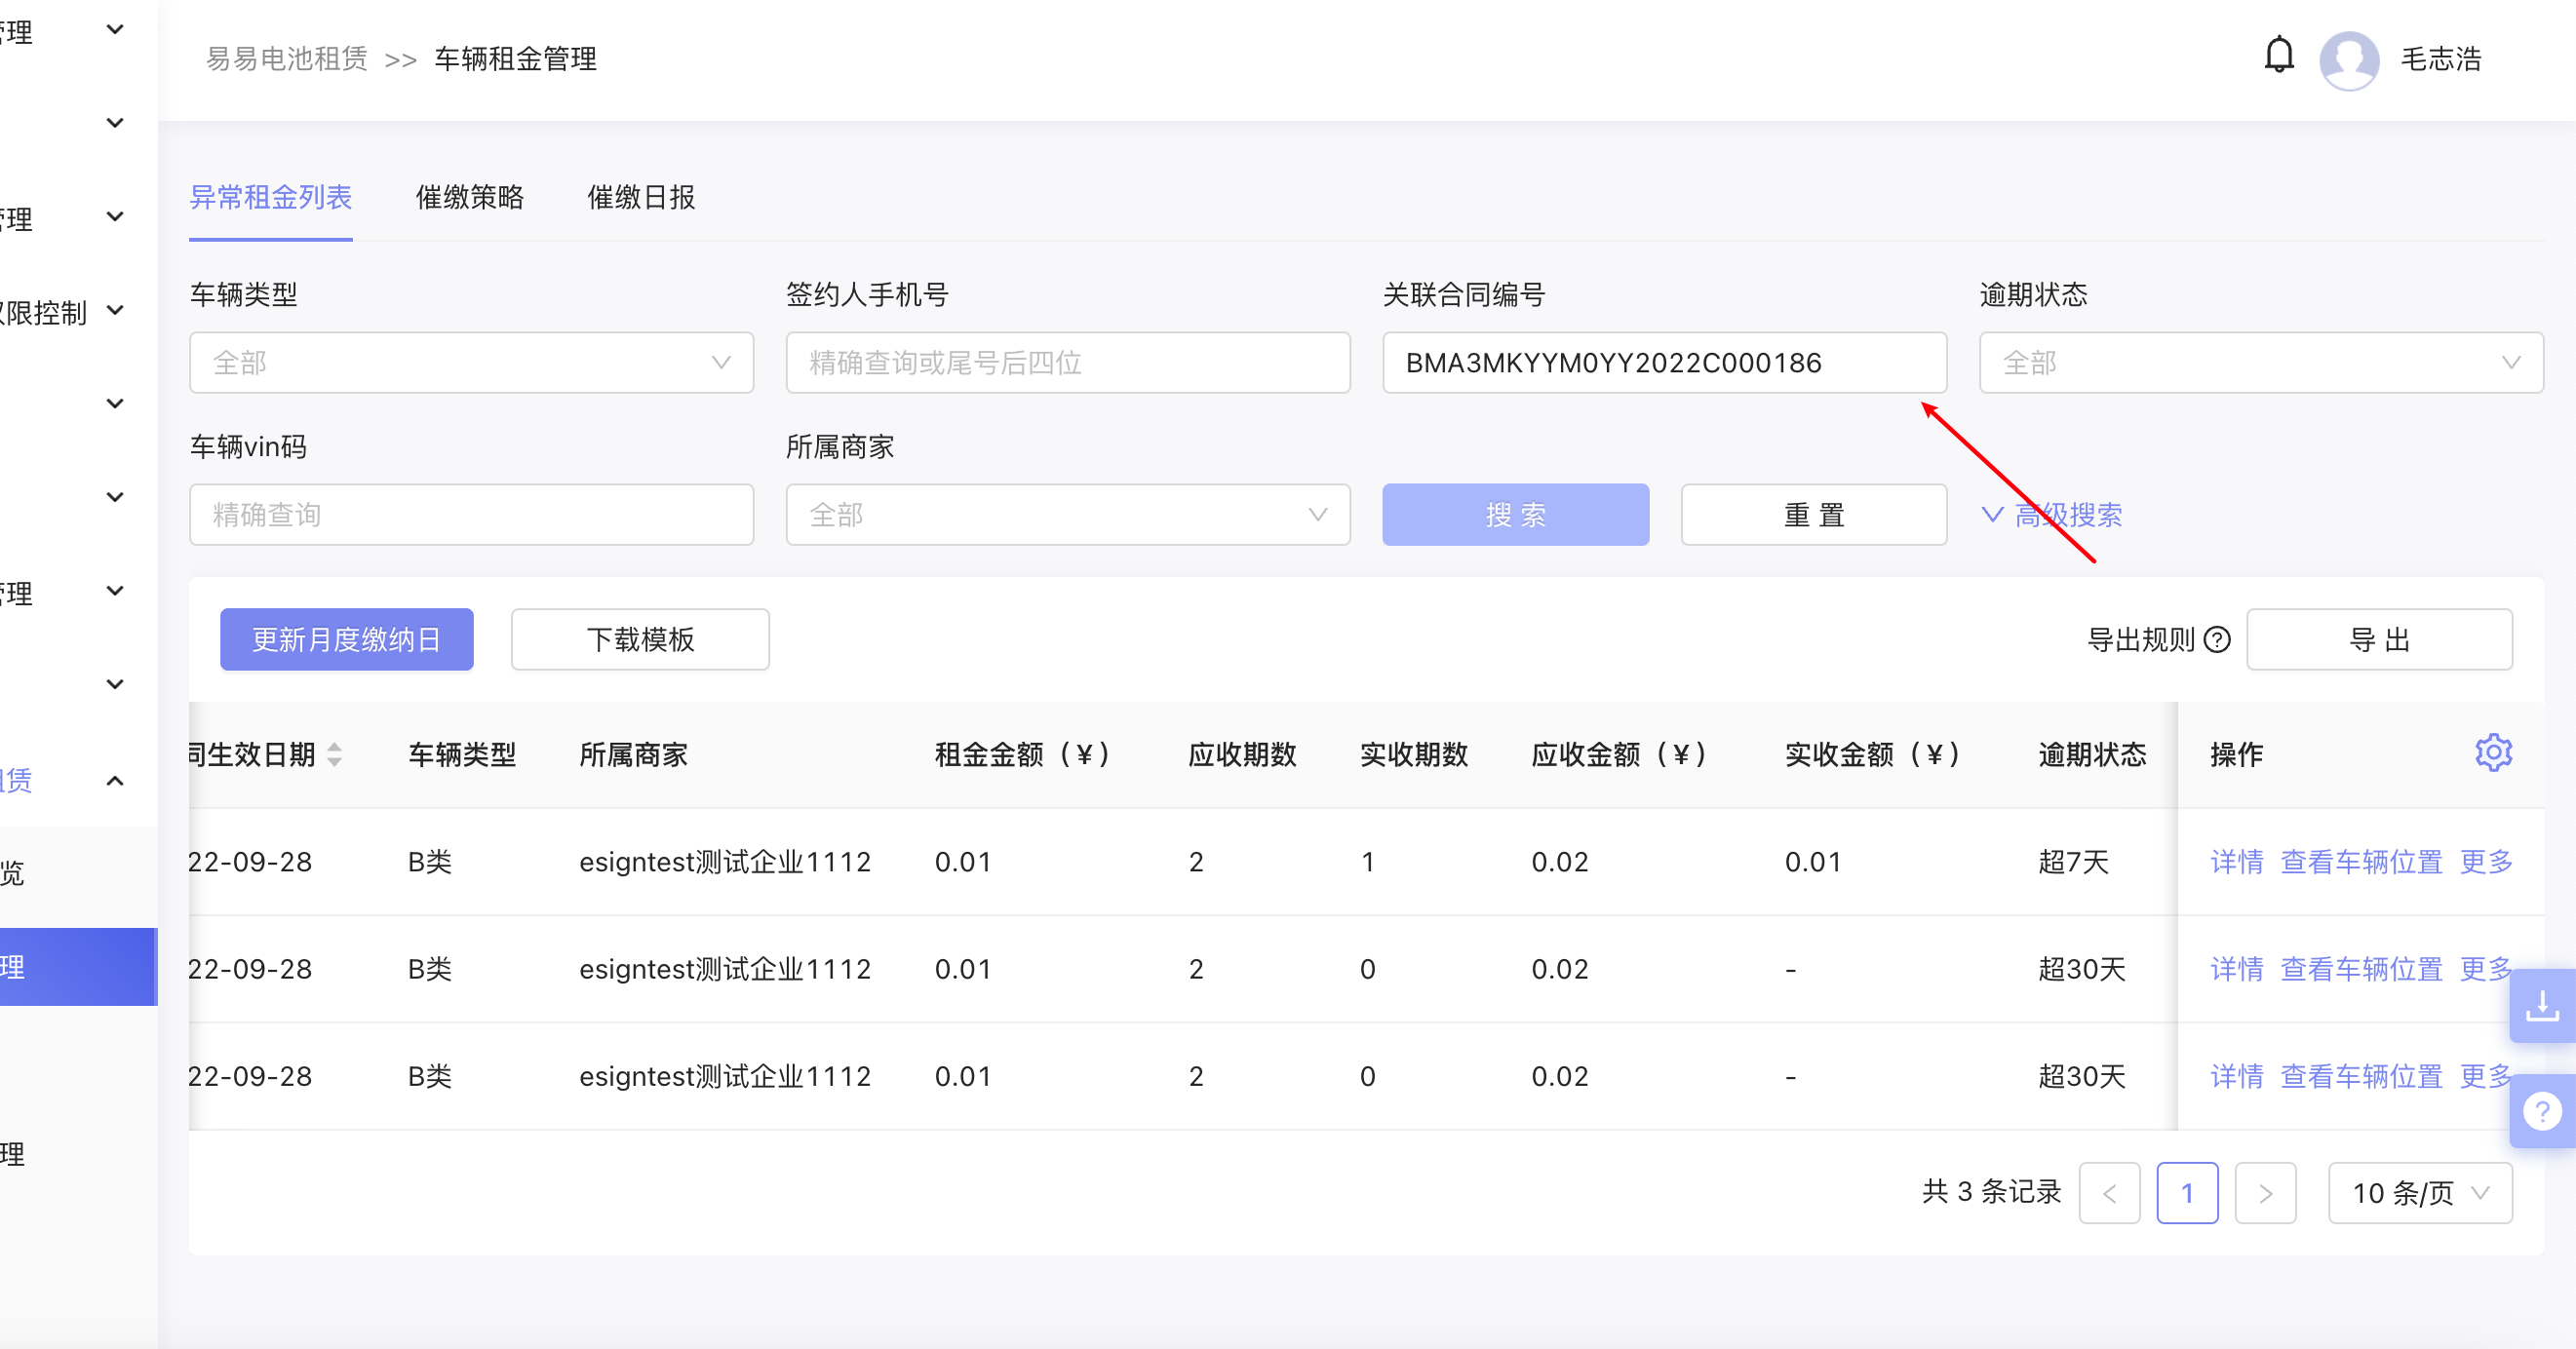 易易电池租赁 >> 车辆租金管理
毛志浩
管理
管理
权限控制
管理
租赁
览
理
理
异常租金列表 催缴策略 催缴日报
车辆类型 签约人手机号 关联合同编号 逾期状态
全部 精确查询或尾号后四位 BMA3MKYYM0YY2022C000186 全部
车辆vin码 所属商家
精确查询 全部 搜 索 重 置 高级搜索
更新月度缴纳日 下载模板 导出规则 导 出
同生效日期 车辆类型 所属商家 租金金额（¥） 应收期数 实收期数 应收金额（¥） 实收金额（¥） 逾期状态 操作
22-09-28 B类 esigntest测试企业1112 0.01 2 1 0.02 0.01 超7天 详情 查看车辆位置 更多
22-09-28 B类 esigntest测试企业1112 0.01 2 0 0.02 - 超30天 详情 查看车辆位置 更多
22-09-28 B类 esigntest测试企业1112 0.01 2 0 0.02 - 超30天 详情 查看车辆位置 更多
共 3 条记录 < 1 > 10 条/页